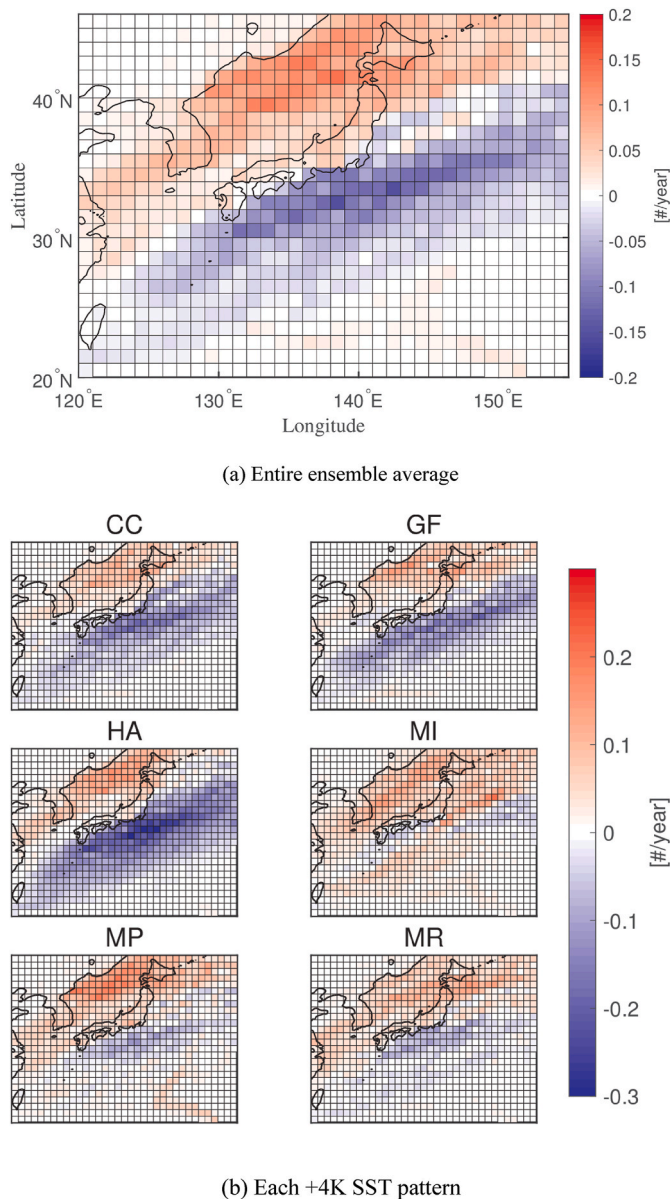 0.2
0.15
0.1
0.05
0
-0.05
-0.1
-0.15
-0.2
[#/year]
40°N
30°N
20°N
Latitude
120°E
130°E
140°E
150°E
Longitude
(a) Entire ensemble average
CC
GF
HA
MI
MP
MR
0.2
0.1
0
-0.1
-0.2
-0.3
[#/year]
(b) Each +4K SST pattern